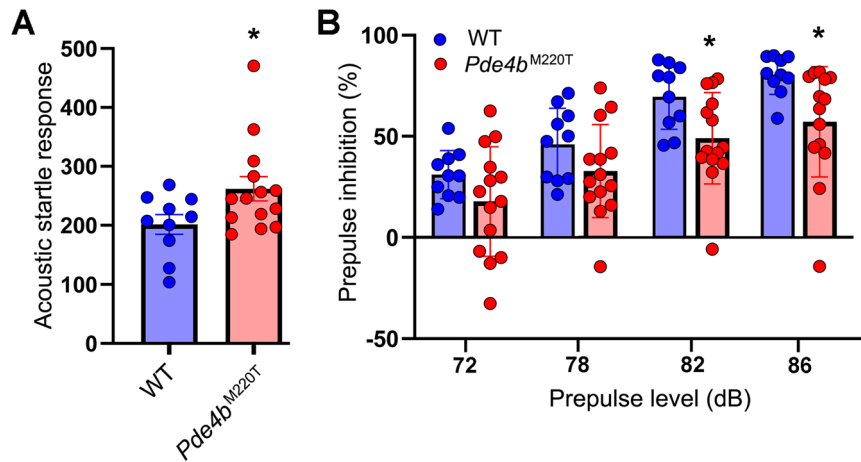 A
Acoustic startle response
500
400
300
200
100
0
*
WT
Pde4b M220T
B
WT
Pde4b M220T
Prepulse inhibition (%)
100
50
0
-50
*
*
72 78 82 86
Prepulse level (dB)